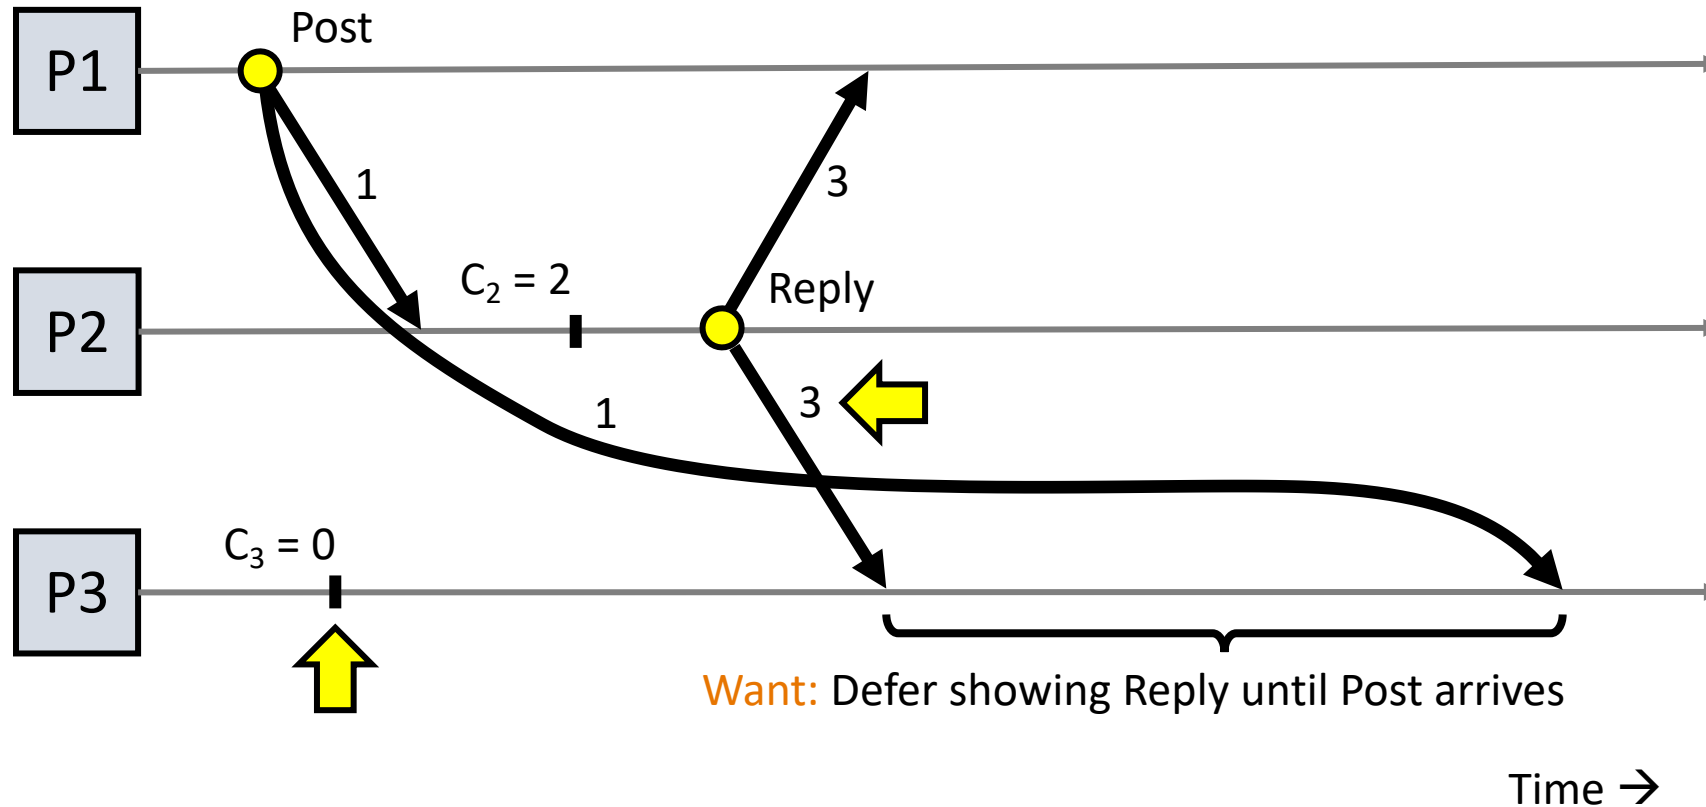 Post
P1
1
3
C₂ = 2
Reply
P2
3
1
C₃ = 0
P3
Want: Defer showing Reply until Post arrives
Time →